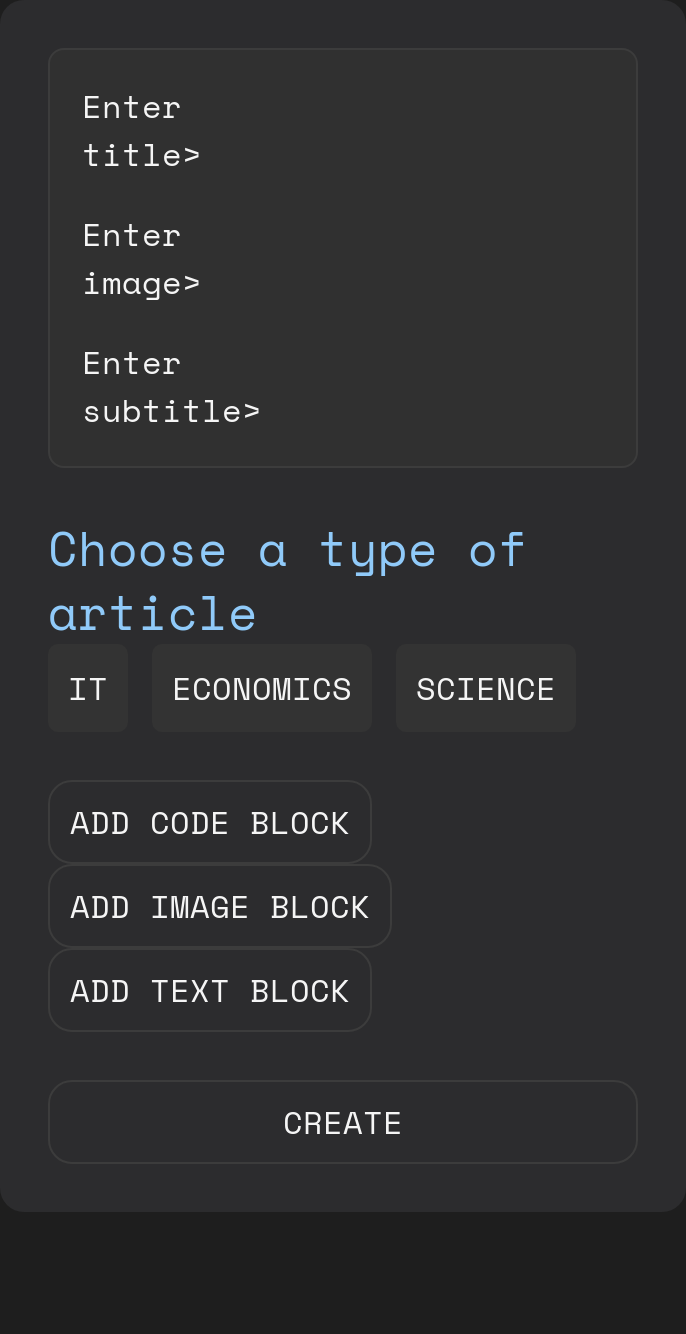 Enter
title>
Enter
image>
Enter
subtitle>
Choose a type of
article
IT ECONOMICS SCIENCE
ADD CODE BLOCK
ADD IMAGE BLOCK
ADD TEXT BLOCK
CREATE